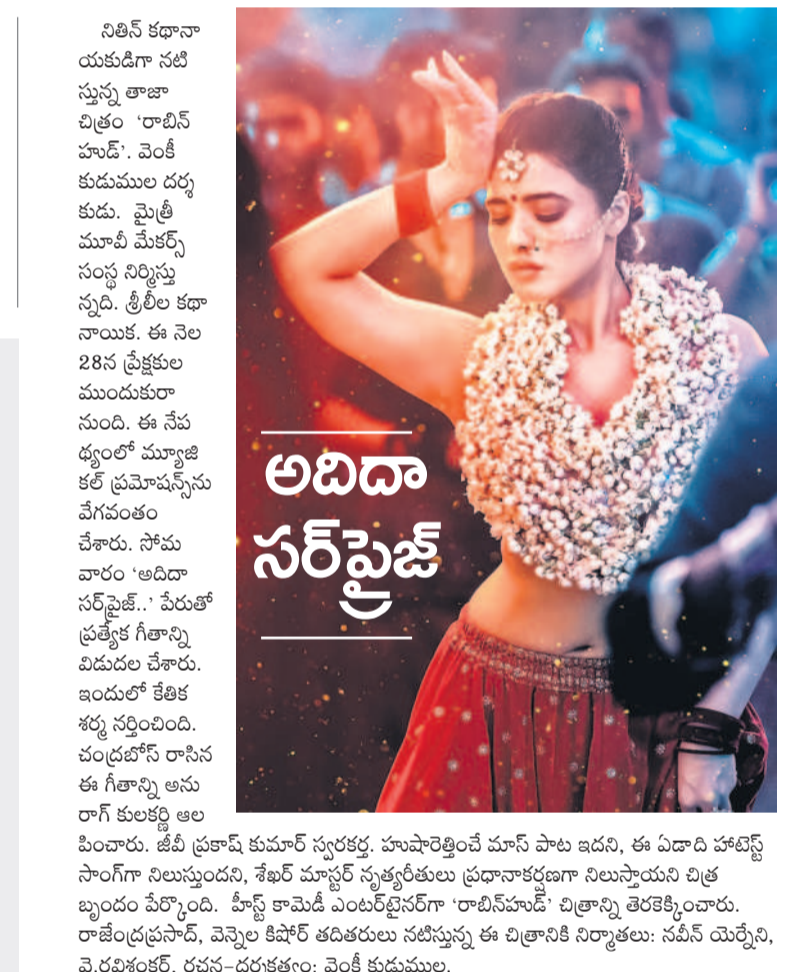 నితిన్ కథానా
యకుడిగా నటి
స్తున్న తాజా
చిత్రం ‘రాబిన్
హుడ్’. వెంకీ
కుడుముల దర్శ
కుడు. మైత్రీ
మూవీ మేకర్స్
సంస్థ నిర్మిస్తు
న్నది. శ్రీలీల కథా
నాయిక. ఈ నెల
28న ప్రేక్షకుల
ముందుకురా
నుంది. ఈ నేప
థ్యంలో మ్యూజి
కల్ ప్రమోషన్స్‌ను
వేగవంతం
చేశారు. సోమ
వారం ‘అదిదా
సర్‌ప్రైజ్..’ పేరుతో
ప్రత్యేక గీతాన్ని
విడుదల చేశారు.
ఇందులో కేతిక
శర్మ నర్తించింది.
చంద్రబోస్ రాసిన
ఈ గీతాన్ని అను
రాగ్ కులకర్ణి ఆల
పించారు. జీవీ ప్రకాష్ కుమార్ స్వరకర్త. హుషారెత్తించే మాస్ పాట ఇదని, ఈ ఏడాది హాటెస్ట్
సాంగ్‌గా నిలుస్తుందని, శేఖర్ మాస్టర్ నృత్యరీతులు ప్రధానాకర్షణగా నిలుస్తాయని చిత్ర
బృందం పేర్కొంది. హీస్ట్ కామెడీ ఎంటర్‌టైనర్‌గా ‘రాబిన్‌హుడ్’ చిత్రాన్ని తెరకెక్కించారు.
రాజేంద్రప్రసాద్, వెన్నెల కిషోర్ తదితరులు నటిస్తున్న ఈ చిత్రానికి నిర్మాతలు: నవీన్ యెర్నేని,
వై.రవిశంకర్, రచన-దర్శకత్వం: వెంకీ కుడుముల.
అదిదా
సర్‌ప్రైజ్